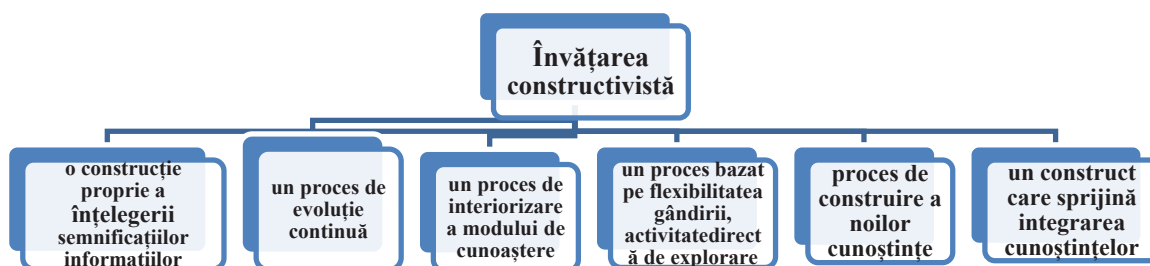 Învățarea
constructivistă
o construcție
proprie a
înțelegerii
semnificațiilor
informațiilor
un proces de
evoluție
continuă
un proces de
interiorizare
a modului de
cunoaștere
un proces bazat
pe flexibilitatea
gândirii,
activitatedirect
ă de explorare
proces de
construire a
noilor
cunoștințe
un construct
care sprijină
integrarea
cunoștințelor